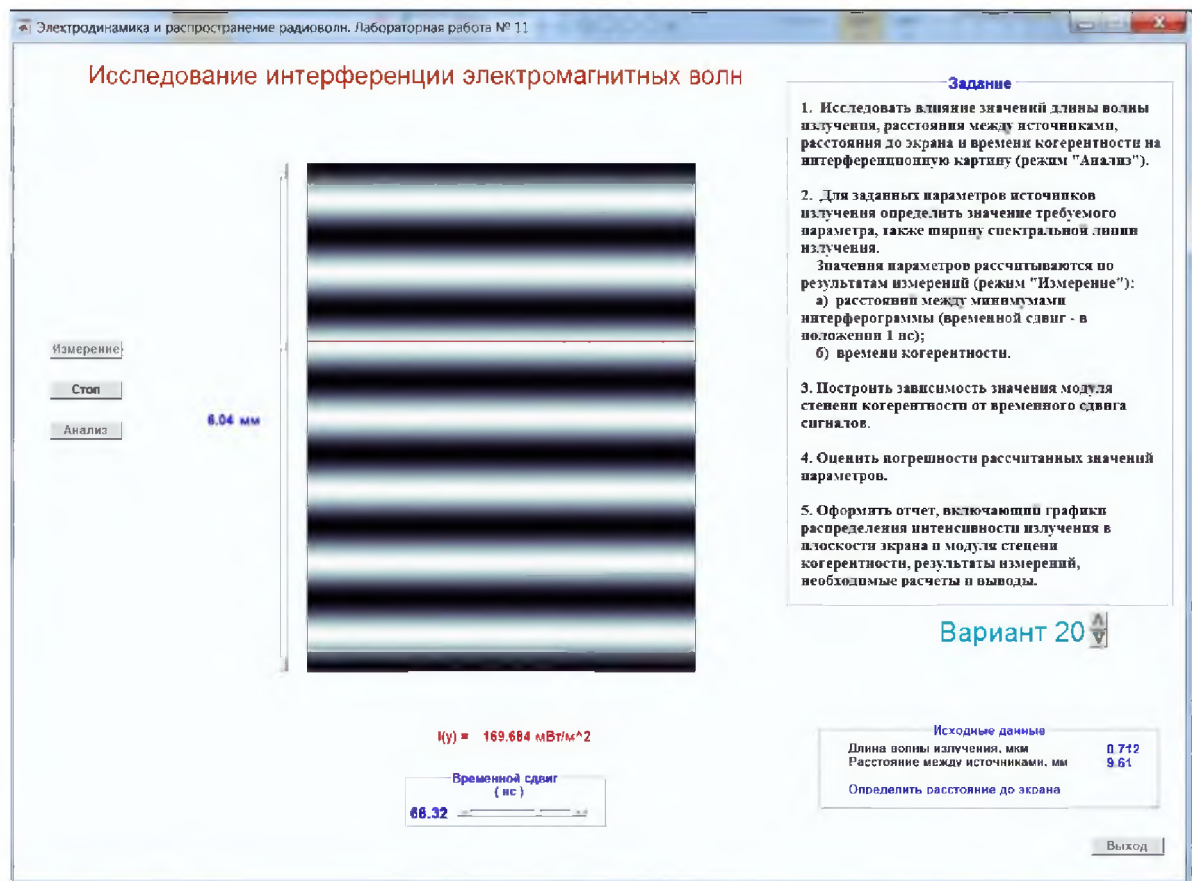 Электродинамика и распространение радиоволн. Лабораторная работа № 11
Исследование интерференции электромагнитных волн
Задание
1. Исследовать влияние значений длины волны
излучения, расстояния между источниками,
расстояния до экрана и времени когерентности на
интерференционную картину (режим "Анализ").
2. Для заданных параметров источников
излучения определить значение требуемого
параметра, также ширину спектральной линии
излучения.
Значения параметров рассчитываются по
результатам измерений (режим "Измерение"):
а) расстояний между минимумами
интерферограммы (временной сдвиг - в
положении 1 нс);
б) времени когерентности.
3. Построить зависимость значения модуля
степени когерентности от временного сдвига
сигналов.
4. Оценить погрешности рассчитанных значений
параметров.
5. Оформить отчет, включающий графики
распределения интенсивности излучения в
плоскости экрана и модуля степени
когерентности, результаты измерений,
необходимые расчеты и выводы.
Измерение
Стоп
Анализ
6.04 мм
Вариант 20
I(y) = 169.684 мВт/м^2
Временной сдвиг
( нс )
66.32
Исходные данные
Длина волны излучения, мкм 0.712
Расстояние между источниками, мм 9.61
Определить расстояние до экрана
Выход